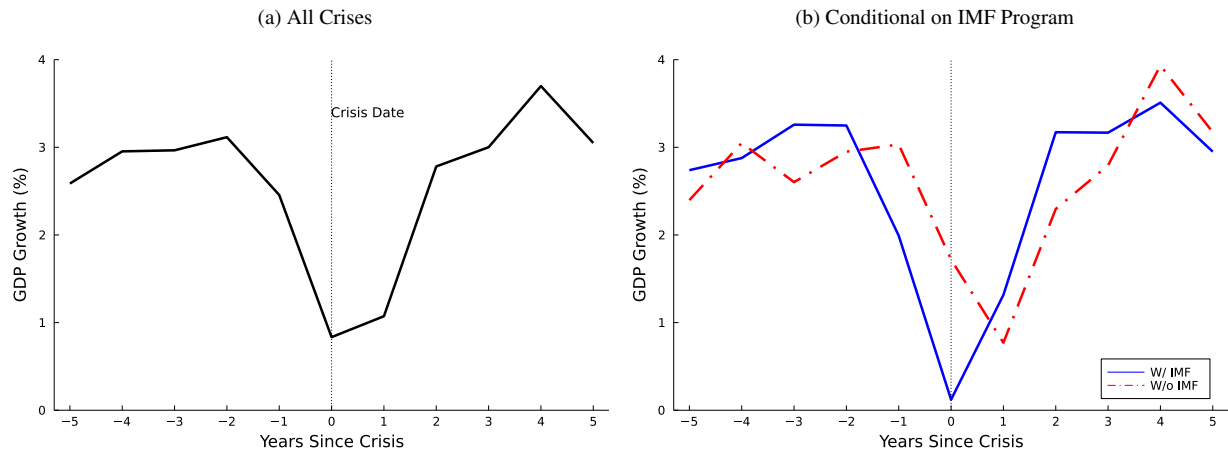 (a) All Crises
4
3
2
1
0
GDP Growth (%)
Crisis Date
−5 −4 −3 −2 −1 0 1 2 3 4 5
Years Since Crisis
(b) Conditional on IMF Program
4
3
2
1
0
GDP Growth (%)
W/ IMF
W/o IMF
−5 −4 −3 −2 −1 0 1 2 3 4 5
Years Since Crisis